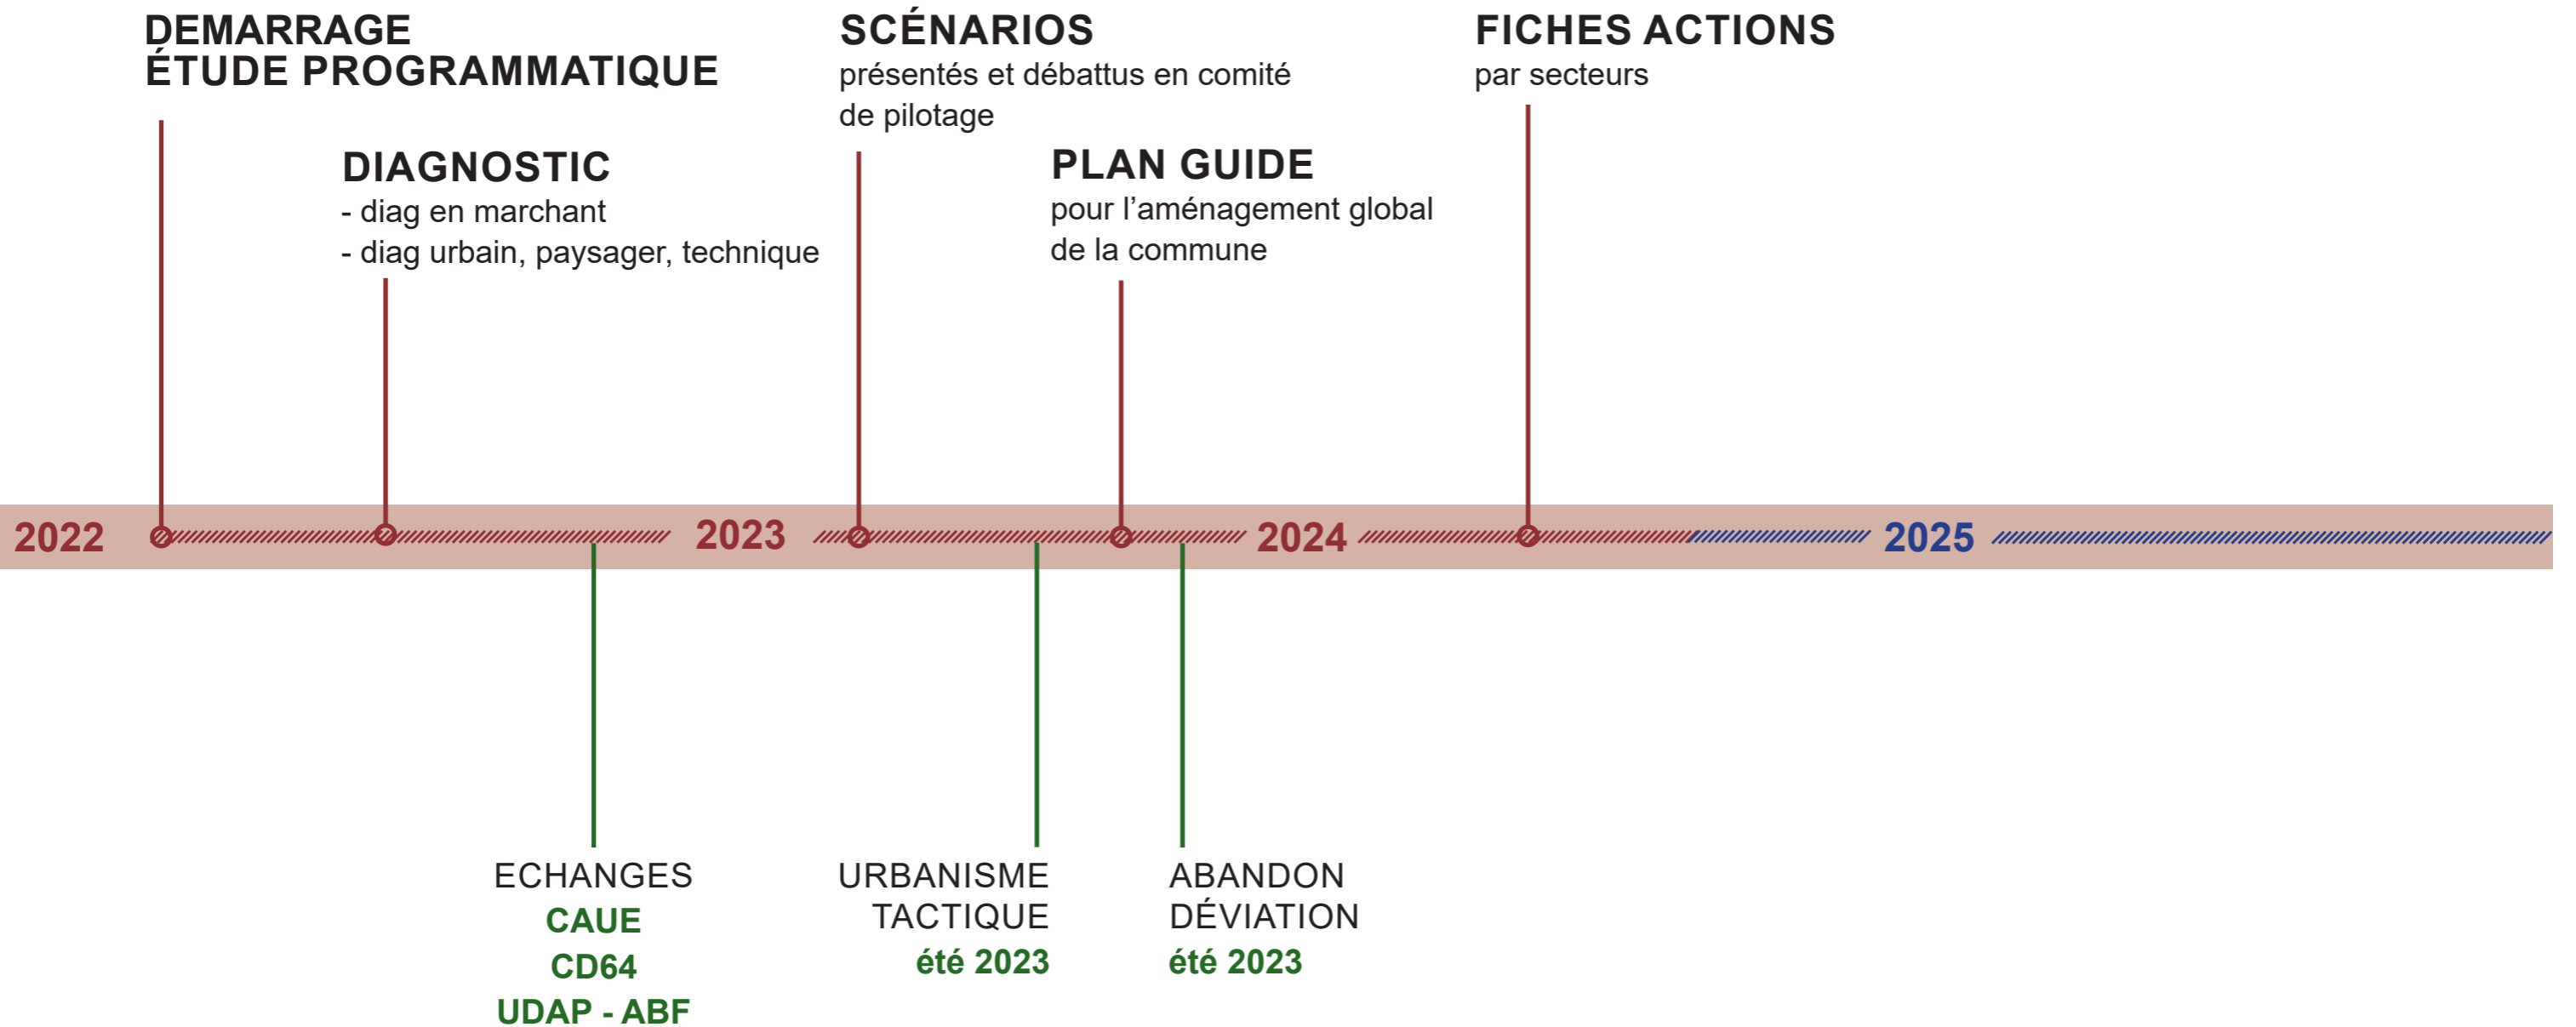 DEMARRAGE
ÉTUDE PROGRAMMATIQUE
DIAGNOSTIC
- diag en marchant
- diag urbain, paysager, technique
SCÉNARIOS
présentés et débattus en comité
de pilotage
PLAN GUIDE
pour l’aménagement global
de la commune
FICHES ACTIONS
par secteurs
2022
2023
2024
2025
ECHANGES
CAUE
CD64
UDAP - ABF
URBANISME
TACTIQUE
été 2023
ABANDON
DÉVIATION
été 2023